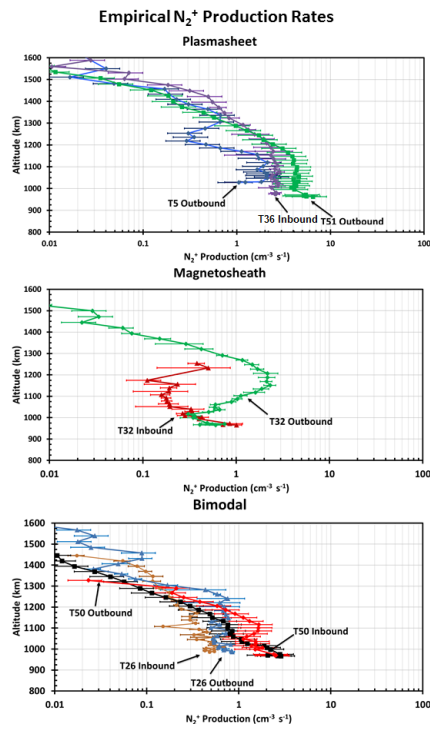 Empirical N₂⁺ Production Rates
Plasmasheet
1600
1500
1400
1300
1200
1100
1000
900
800
Altitude (km)
T5 Outbound
T36 Inbound
T51 Outbound
0.01 0.1 1 10 100
N₂⁺ Production (cm⁻³ s⁻¹)
Magnetosheath
1600
1500
1400
1300
1200
1100
1000
900
800
Altitude (km)
T32 Inbound
T32 Outbound
0.01 0.1 1 10 100
N₂⁺ Production (cm⁻³ s⁻¹)
Bimodal
1600
1500
1400
1300
1200
1100
1000
900
800
Altitude (km)
T50 Outbound
T50 Inbound
T26 Inbound
T26 Outbound
0.01 0.1 1 10 100
N₂⁺ Production (cm⁻³ s⁻¹)